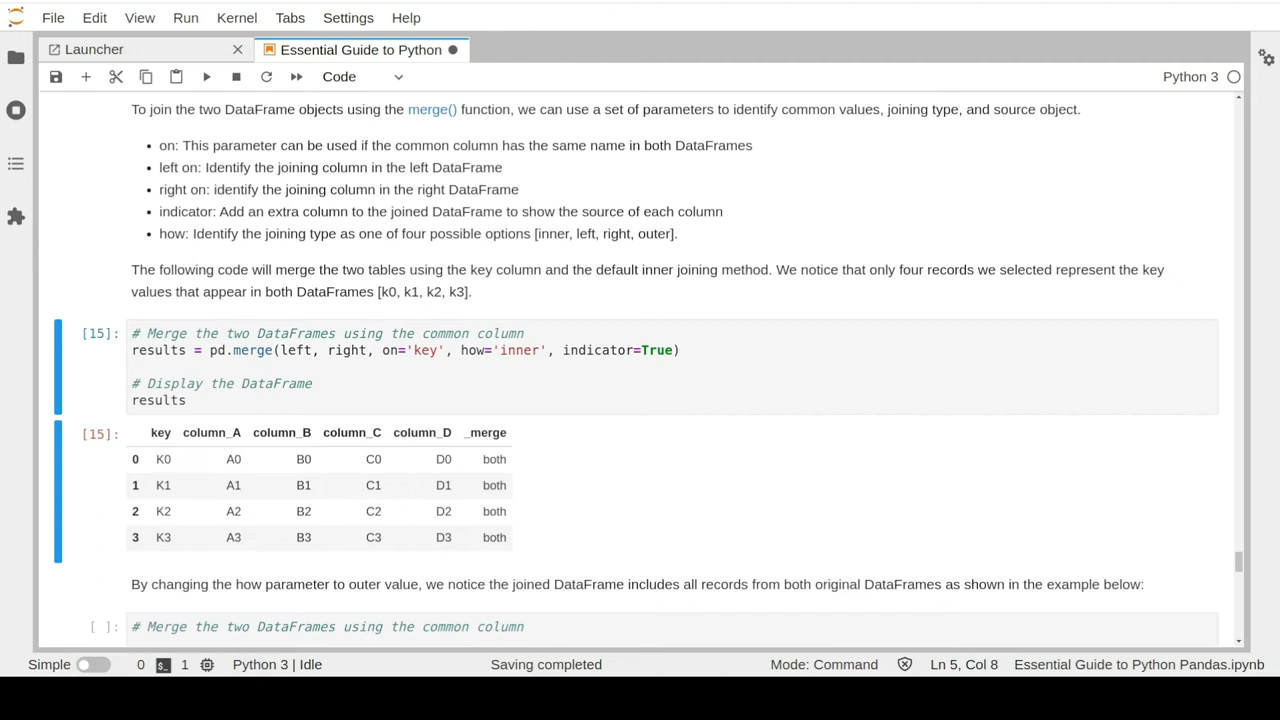 File Edit View Run Kernel Tabs Settings Help
Launcher
Essential Guide to Python
Code
Python 3
To join the two DataFrame objects using the merge() function, we can use a set of parameters to identify common values, joining type, and source object.
• on: This parameter can be used if the common column has the same name in both DataFrames
• left on: Identify the joining column in the left DataFrame
• right on: identify the joining column in the right DataFrame
• indicator: Add an extra column to the joined DataFrame to show the source of each column
• how: Identify the joining type as one of four possible options [inner, left, right, outer].
The following code will merge the two tables using the key column and the default inner joining method. We notice that only four records we selected represent the key
values that appear in both DataFrames [k0, k1, k2, k3].
[15]: # Merge the two DataFrames using the common column
results = pd.merge(left, right, on='key', how='inner', indicator=True)
# Display the DataFrame
results
[15]: key column_A column_B column_C column_D _merge
0 K0 A0 B0 C0 D0 both
1 K1 A1 B1 C1 D1 both
2 K2 A2 B2 C2 D2 both
3 K3 A3 B3 C3 D3 both
By changing the how parameter to outer value, we notice the joined DataFrame includes all records from both original DataFrames as shown in the example below:
[ ]: # Merge the two DataFrames using the common column
Simple 0 1 Python 3 | Idle Saving completed Mode: Command Ln 5, Col 8 Essential Guide to Python Pandas.ipynb